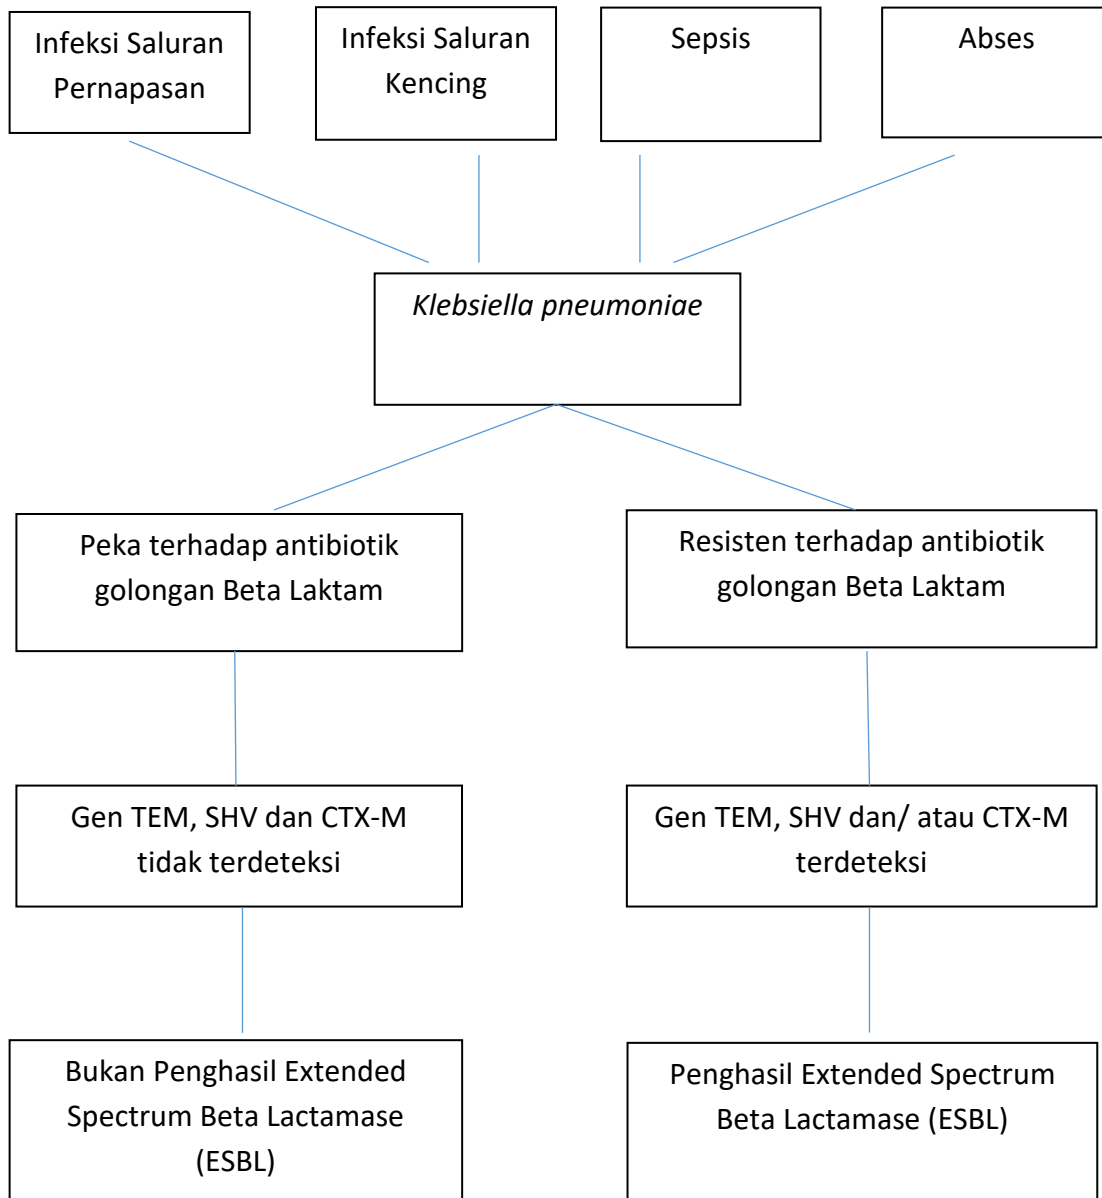 Infeksi Saluran
Pernapasan
Infeksi Saluran
Kencing
Sepsis
Abses
Klebsiella pneumoniae
Peka terhadap antibiotik
golongan Beta Laktam
Resisten terhadap antibiotik
golongan Beta Laktam
Gen TEM, SHV dan CTX-M
tidak terdeteksi
Gen TEM, SHV dan/ atau CTX-M
terdeteksi
Bukan Penghasil Extended
Spectrum Beta Lactamase
(ESBL)
Penghasil Extended Spectrum
Beta Lactamase (ESBL)